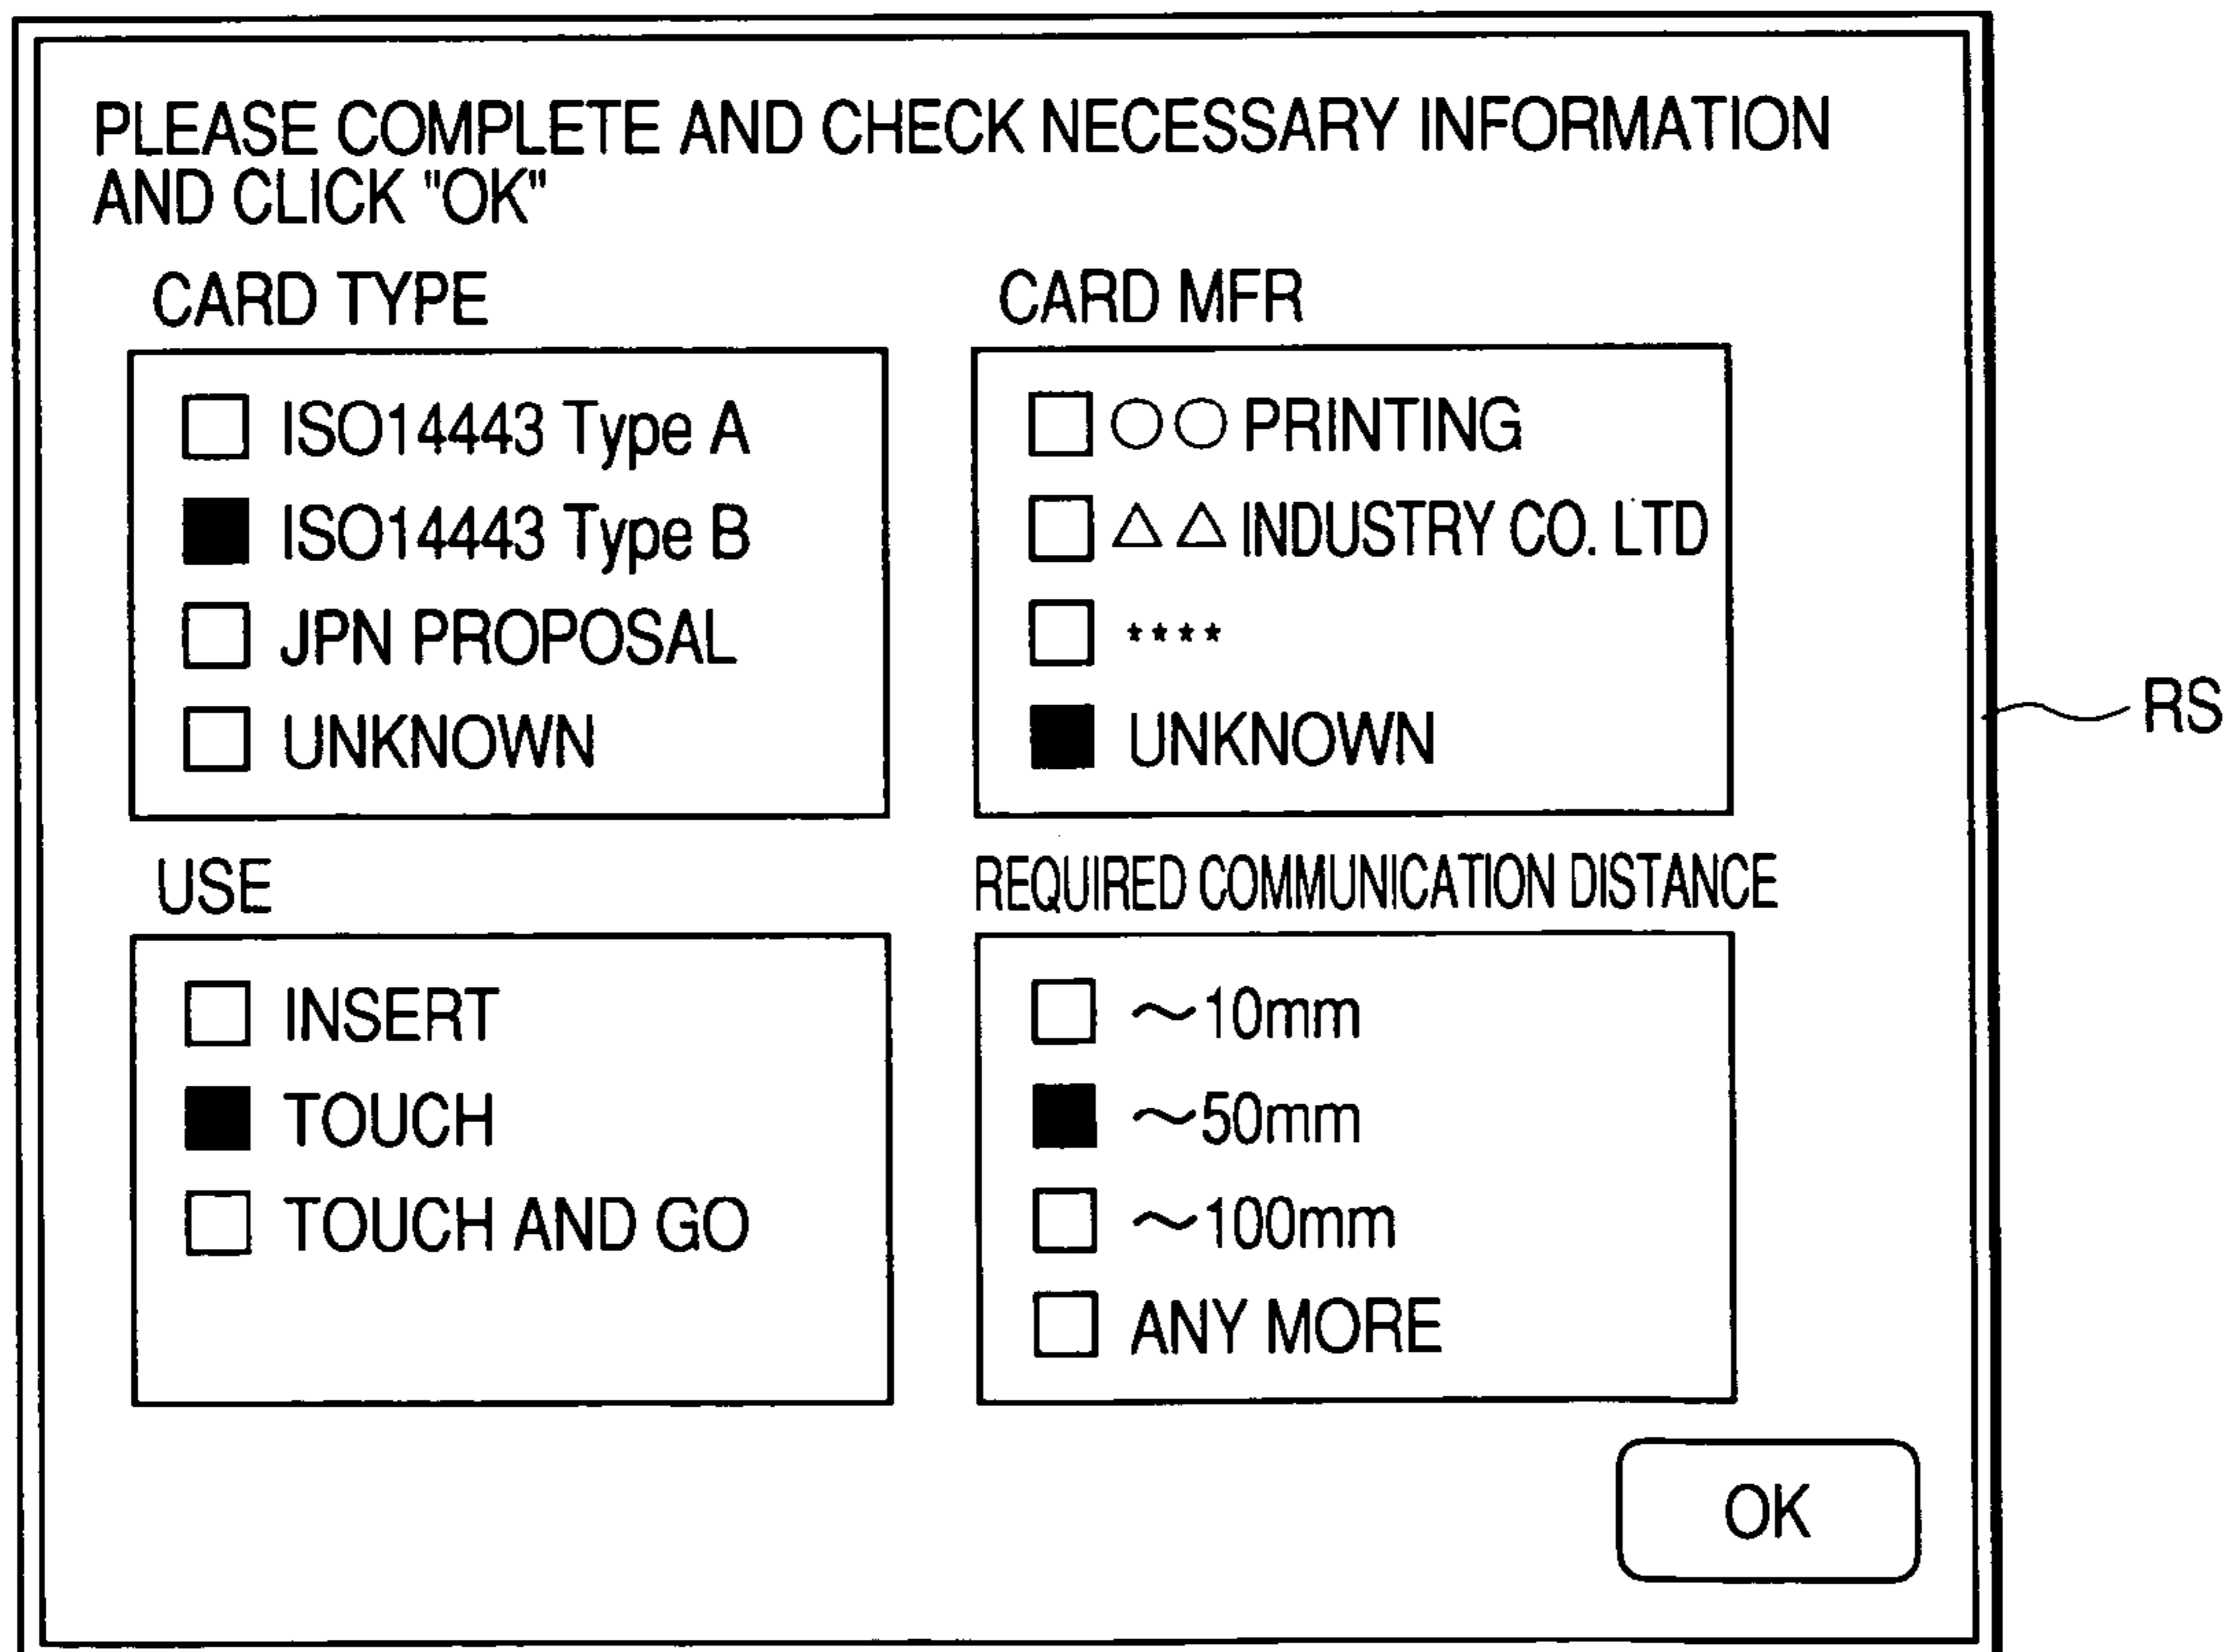 PLEASE COMPLETE AND CHECK NECESSARY INFORMATION
AND CLICK "OK"
CARD TYPE
ISO14443 Type A
ISO14443 Type B
JPN PROPOSAL
UNKNOWN
CARD MFR
○○ PRINTING
△△ INDUSTRY CO. LTD
****
UNKNOWN
USE
INSERT
TOUCH
TOUCH AND GO
REQUIRED COMMUNICATION DISTANCE
~10mm
~50mm
~100mm
ANY MORE
OK
RS